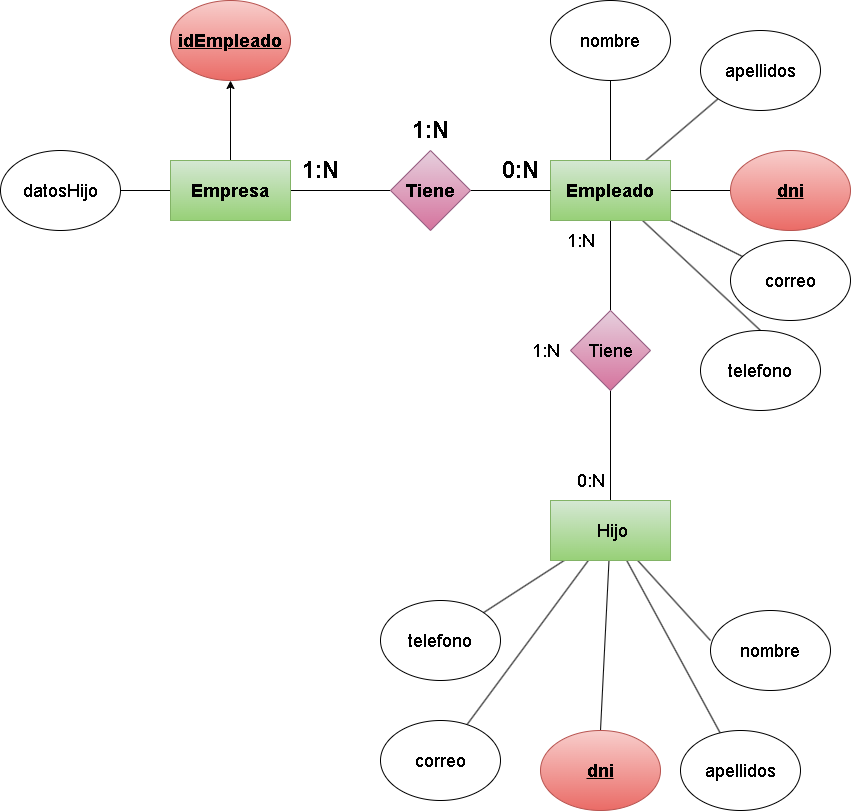 idEmpleado
nombre
apellidos
1:N
1:N
0:N
datosHijo
Empresa
Tiene
Empleado
dni
1:N
correo
1:N
Tiene
telefono
0:N
Hijo
telefono
nombre
correo
dni
apellidos